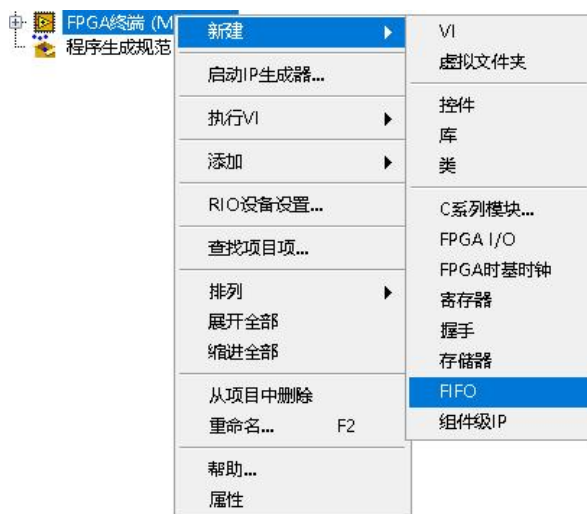 FPGA终端 (M
程序生成规范
新建
启动IP生成器...
执行VI
添加
RIO设备设置...
查找项目项...
排列
展开全部
缩进全部
从项目中删除
重命名... F2
帮助...
属性
VI
虚拟文件夹
控件
库
类
C系列模块...
FPGA I/O
FPGA时基时钟
寄存器
握手
存储器
FIFO
组件级IP